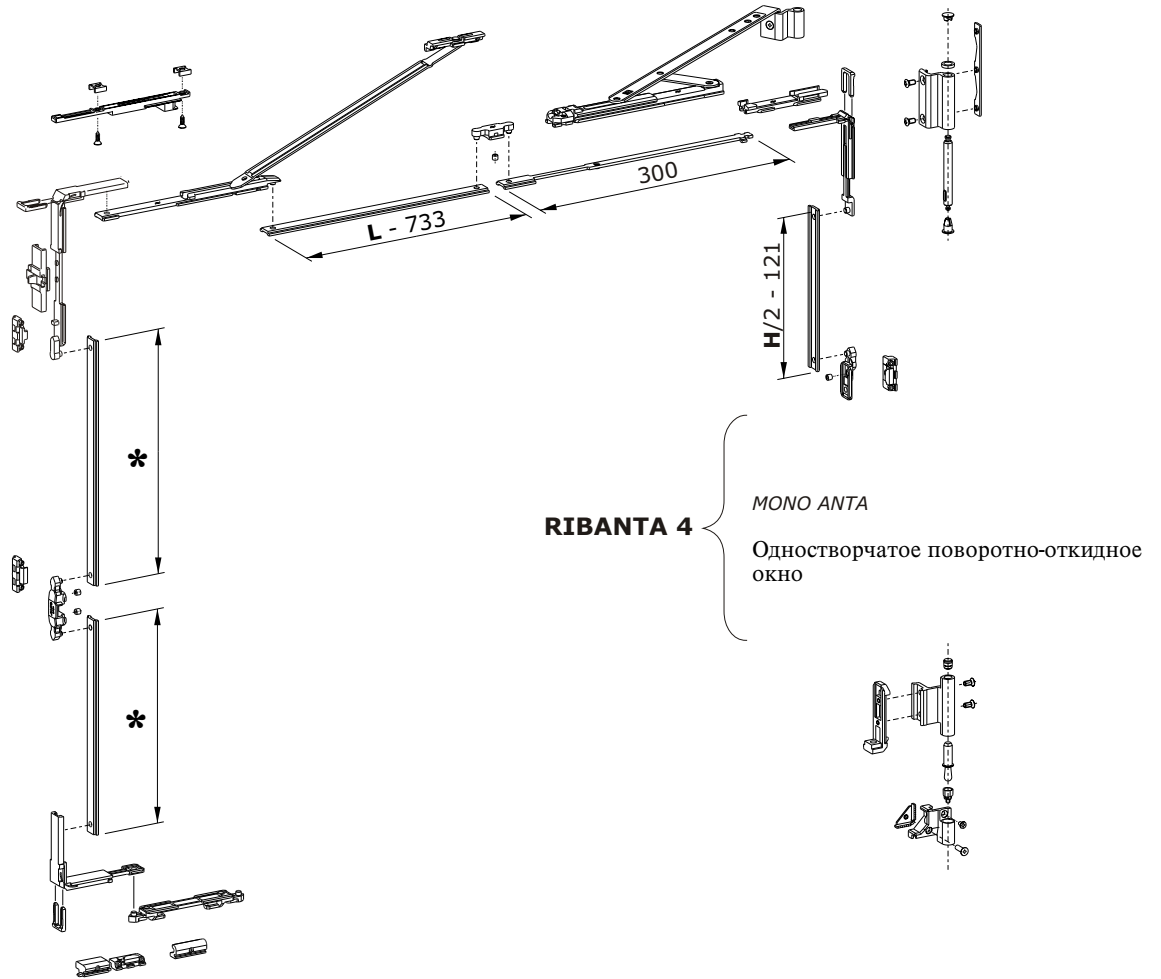 300
L - 733
H/2 - 121
*
*
RIBANTA 4
MONO ANTA
Одностворчатое поворотно-откидное
окно